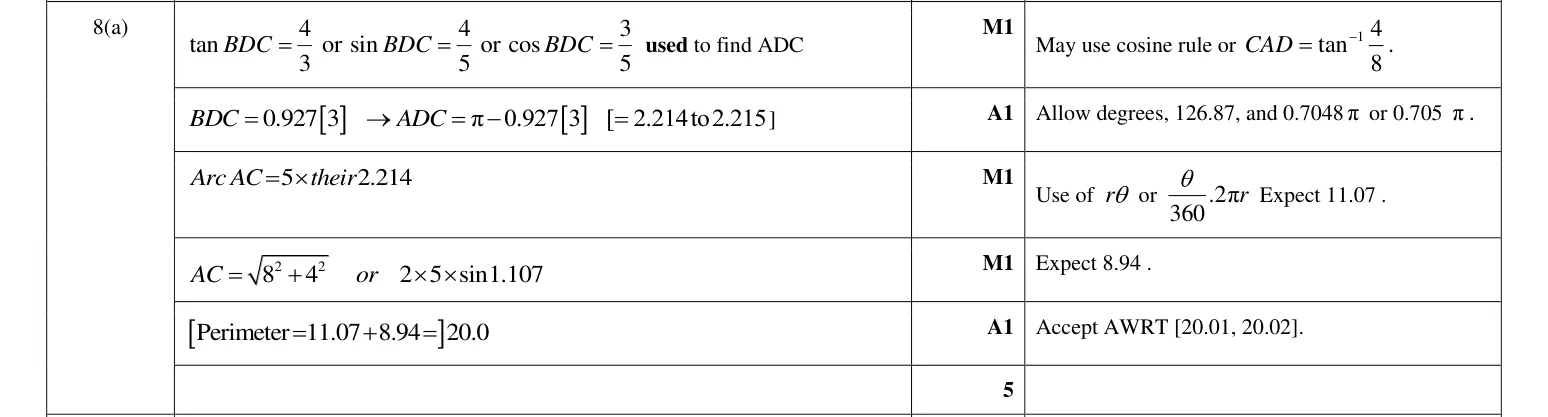 8(a)
tan BDC = 4/3 or sin BDC = 4/5 or cos BDC = 3/5 used to find ADC
M1
May use cosine rule or CAD = tan⁻¹ 4/8 .
BDC = 0.927[3] → ADC = π − 0.927[3] [= 2.214 to 2.215]
A1
Allow degrees, 126.87, and 0.7048 π or 0.705 π .
Arc AC = 5 × their 2.214
M1
Use of rθ or θ/360 .2πr Expect 11.07 .
AC = √(8² + 4²) or 2 × 5 × sin1.107
M1
Expect 8.94 .
[Perimeter = 11.07 + 8.94 =] 20.0
A1
Accept AWRT [20.01, 20.02].
5